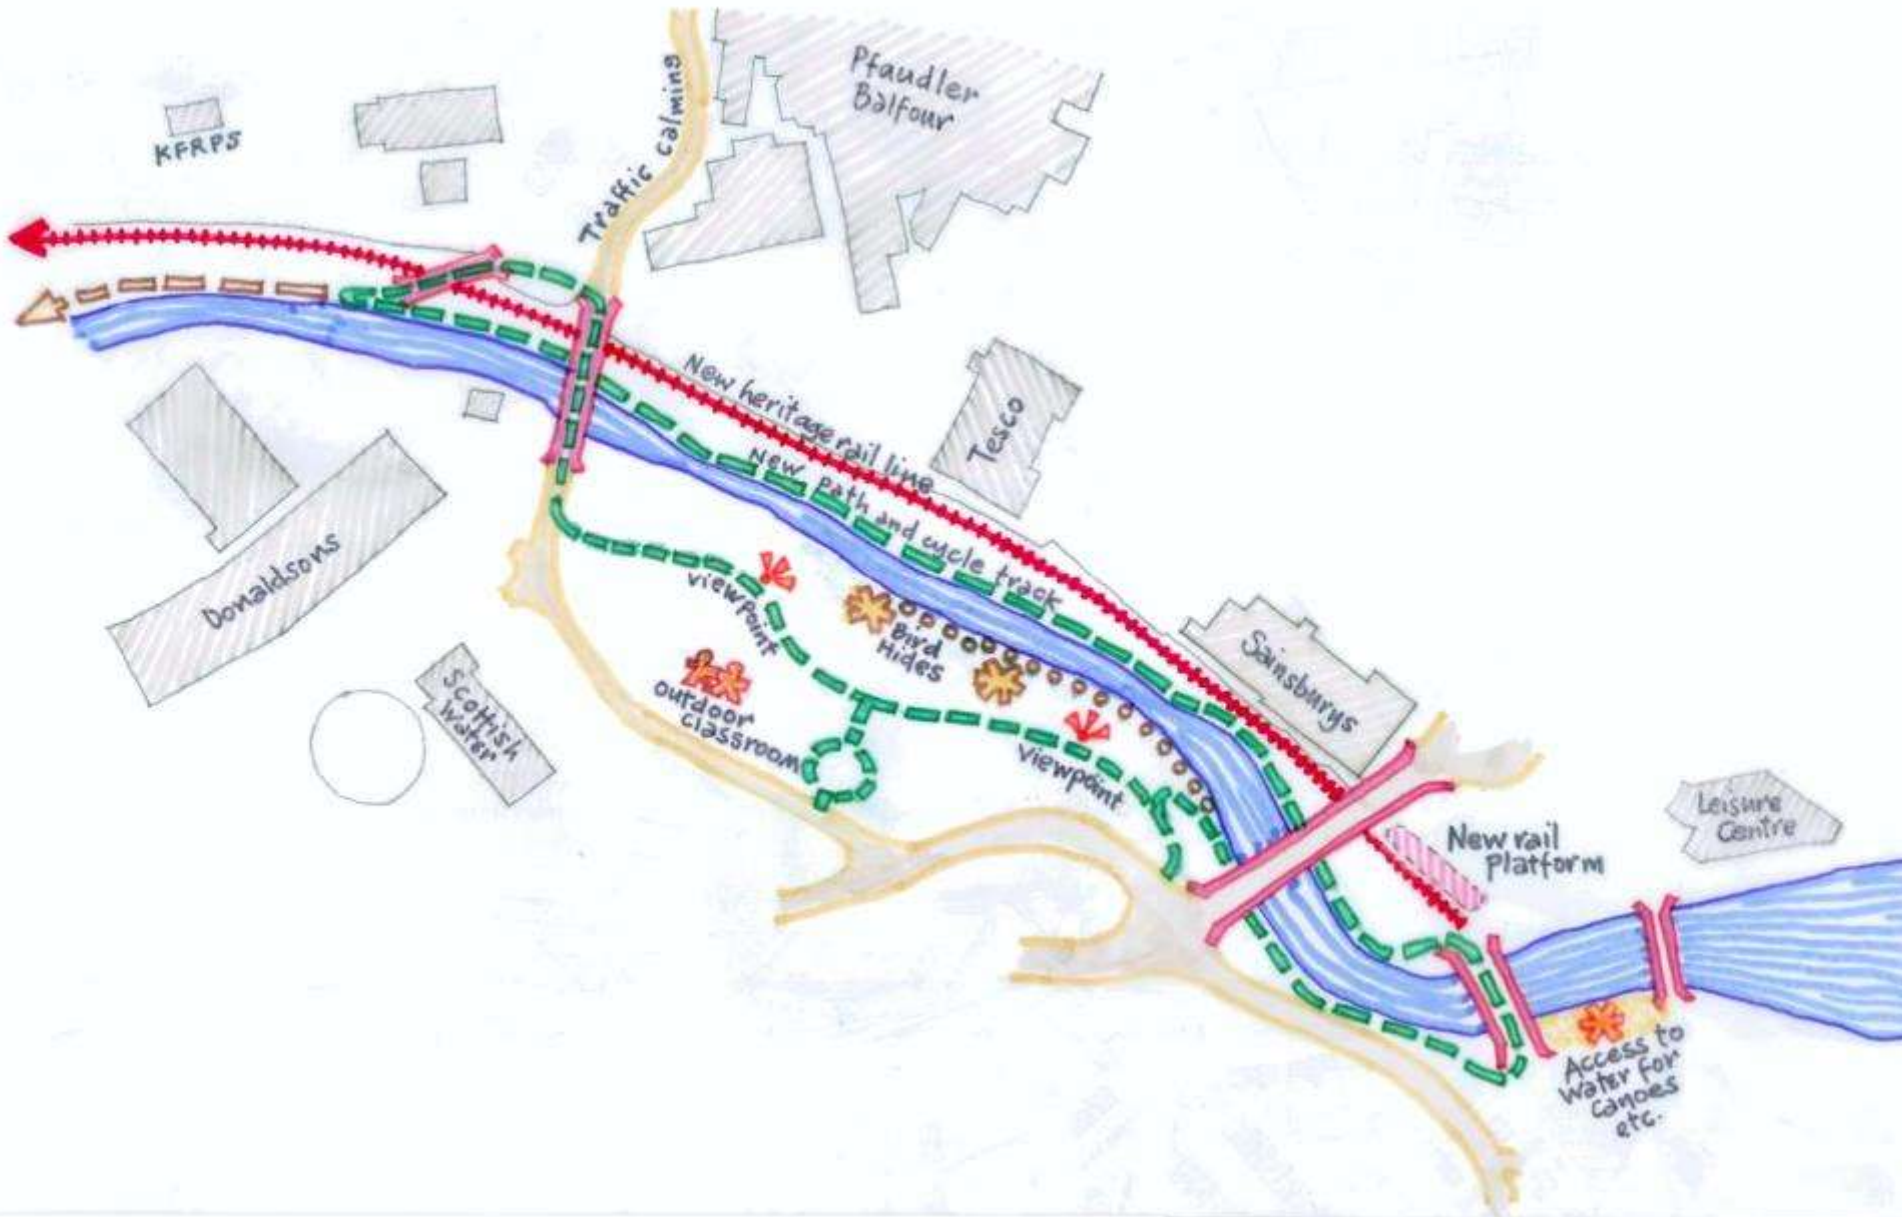 Pfaudler
Balfour
KFRPS
Traffic calming
New heritage rail line
New path and cycle track
Tesco
Donaldsons
viewpoint
Bird
Hides
Sainsburys
Scottish
Water
outdoor
classroom
viewpoint
Leisure
Centre
New rail
Platform
Access to
water for
canoes
etc.